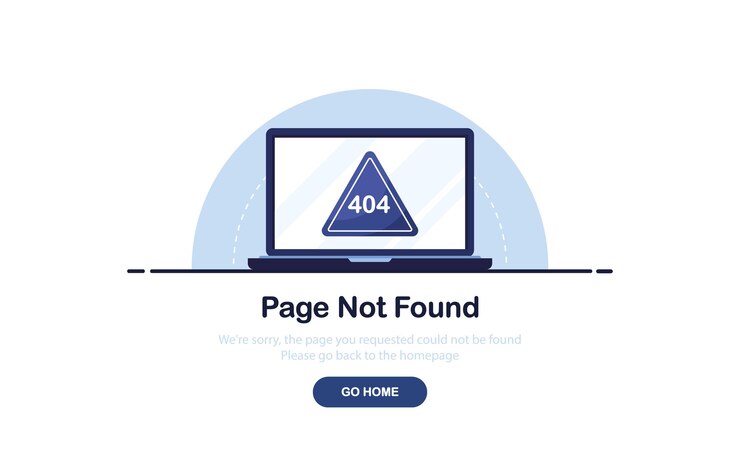 404
Page Not Found
We're sorry, the page you requested could not be found
Please go back to the homepage
GO HOME